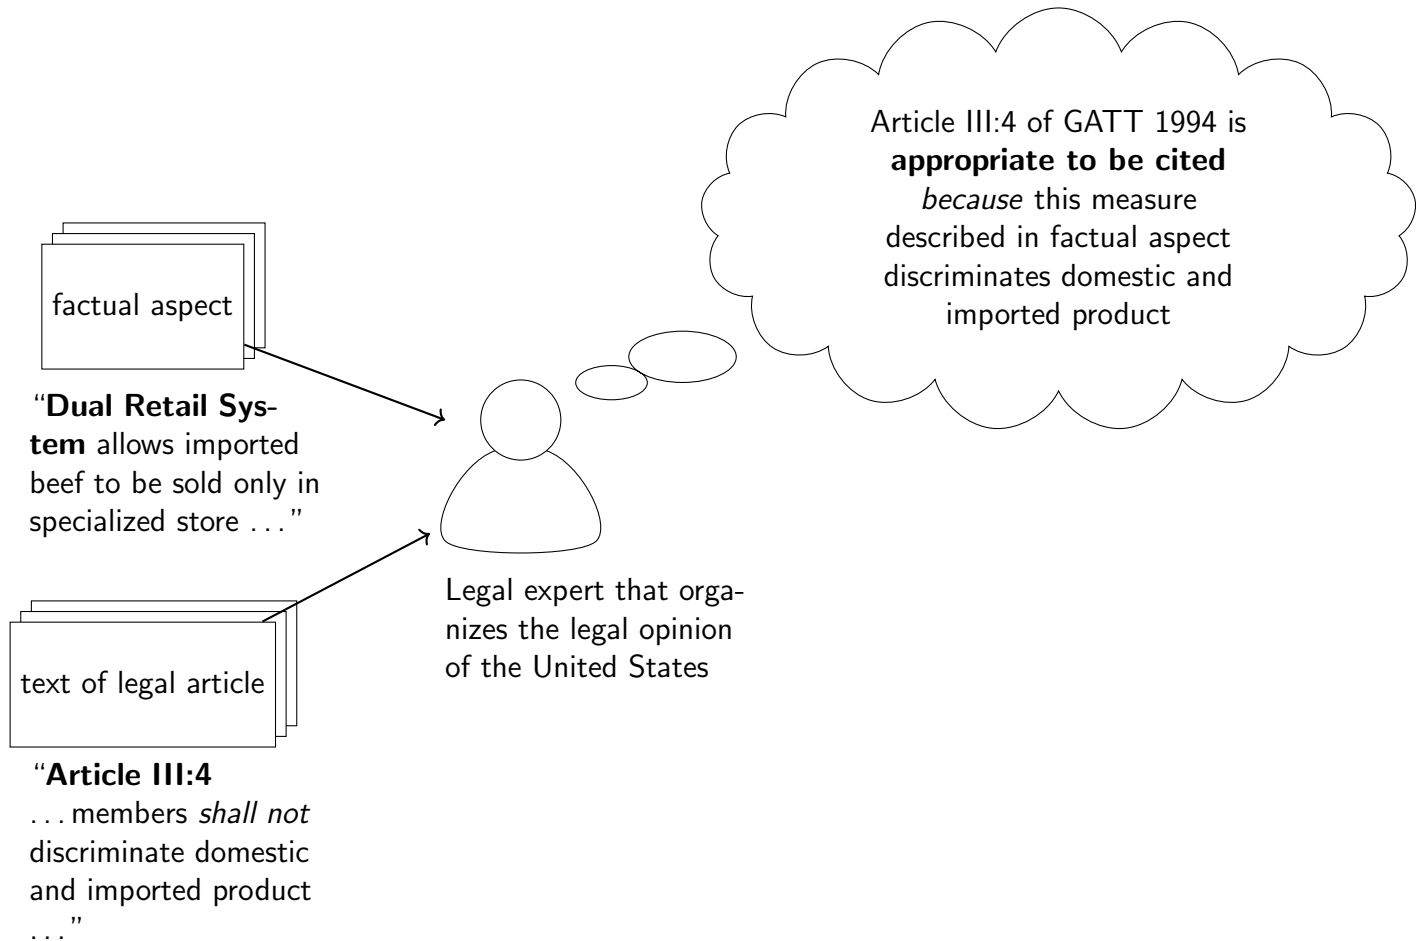 Article III:4 of GATT 1994 is
appropriate to be cited
because this measure
described in factual aspect
discriminates domestic and
imported product
factual aspect
“Dual Retail Sys-
tem allows imported
beef to be sold only in
specialized store . . . ”
Legal expert that orga-
nizes the legal opinion
of the United States
text of legal article
“Article III:4
. . . members shall not
discriminate domestic
and imported product
. . . ”